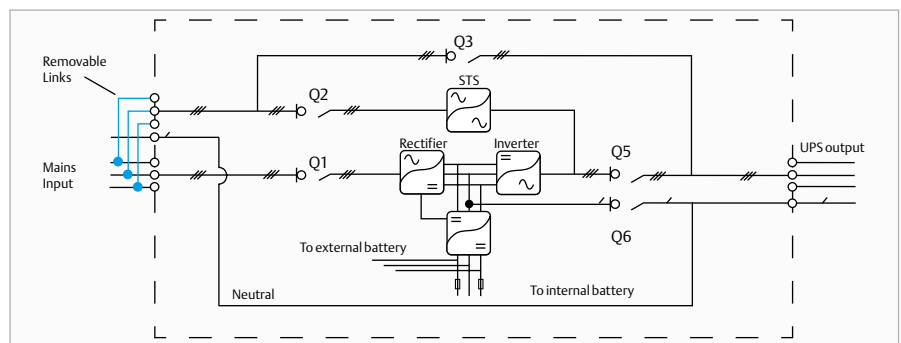 Q3
Removable
Links
STS
Q2
Rectifier
Inverter
Q5
UPS output
Q1
Mains
Input
Q6
To external battery
To internal battery
Neutral